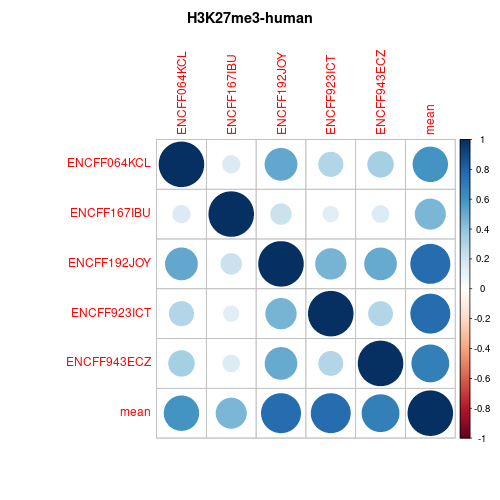 H3K27me3-human
ENCFF064KCL
ENCFF167IBU
ENCFF192JOY
ENCFF923ICT
ENCFF943ECZ
mean
ENCFF064KCL
ENCFF167IBU
ENCFF192JOY
ENCFF923ICT
ENCFF943ECZ
mean
1
0.8
0.6
0.4
0.2
0
-0.2
-0.4
-0.6
-0.8
-1